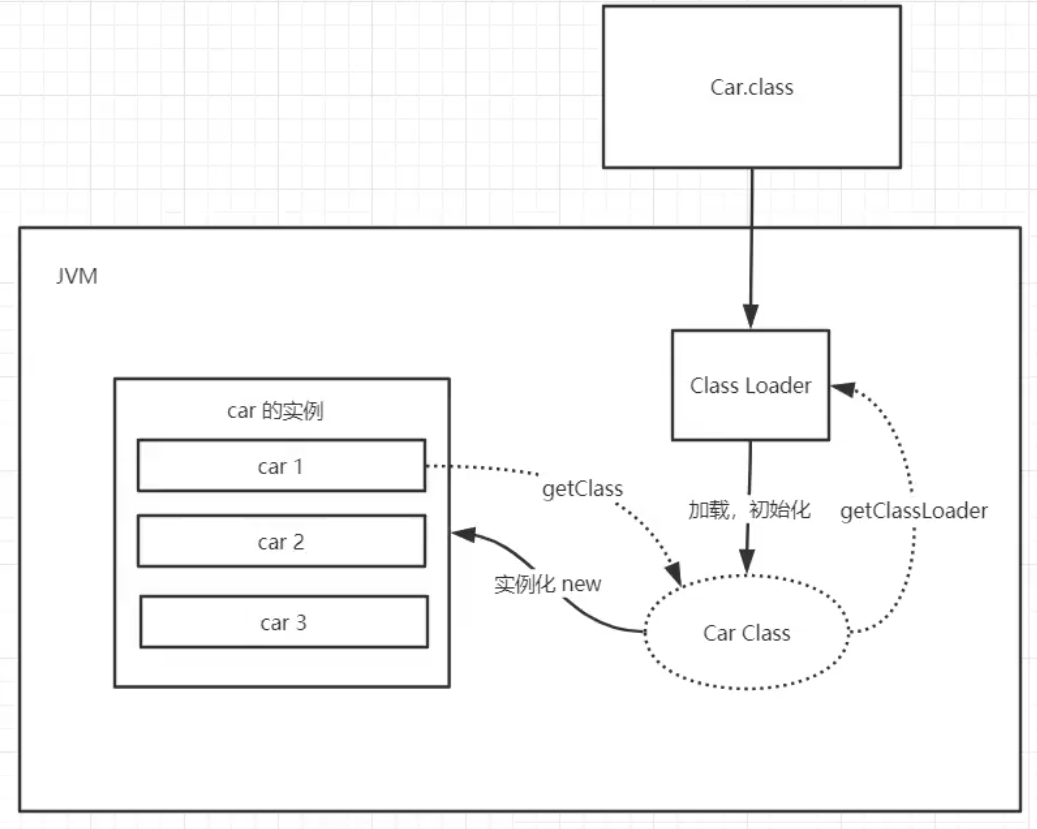 Car.class
JVM
Class Loader
car 的实例
car 1
getClass
加载，初始化
getClassLoader
car 2
实例化 new
car 3
Car Class